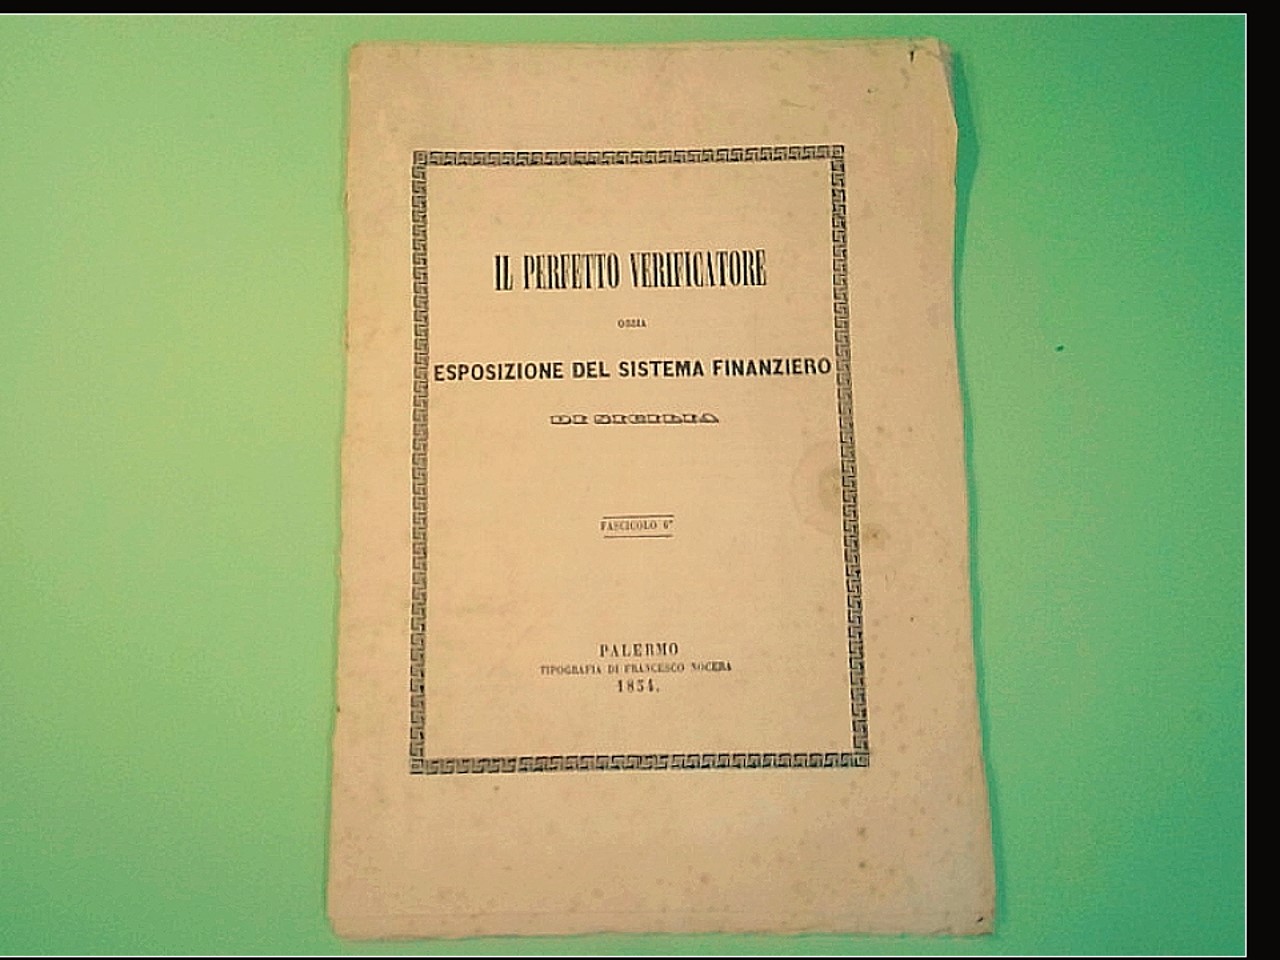 IL PERFETTO VERIFICATORE
OSSIA
ESPOSIZIONE DEL SISTEMA FINANZIERO
DI SICILIA
FASCICOLO 6°
PALERMO
TIPOGRAFIA DI FRANCESCO NOCERA
1854.